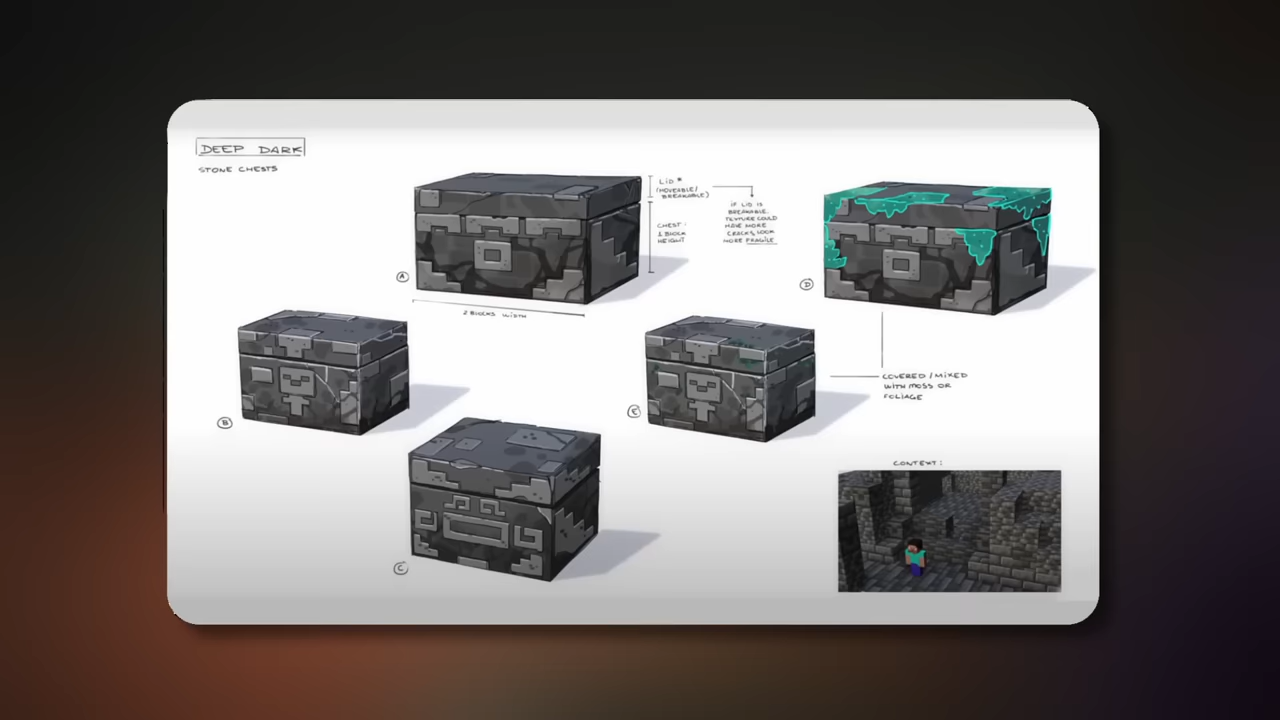 DEEP DARK
STONE CHESTS
LID *
(MOVEABLE/
BREAKABLE)
IF LID IS
BREAKABLE.
TEXTURE COULD
HAVE MORE
CRACKS, LOOK
MORE FRAGILE
CHEST:
1 BLOCK
HEIGHT
A
2 BLOCKS WIDTH
D
B
E
COVERED / MIXED
WITH MOSS OR
FOLIAGE
C
CONTEXT: